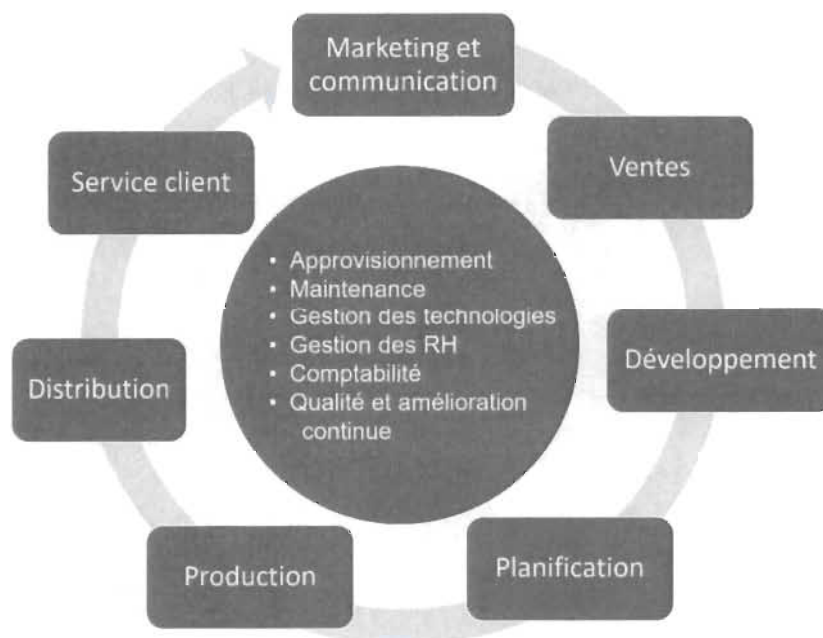 Marketing et
communication
Ventes
Développement
Planification
Production
Distribution
Service client
• Approvisionnement
• Maintenance
• Gestion des technologies
• Gestion des RH
• Comptabilité
• Qualité et amélioration
continue